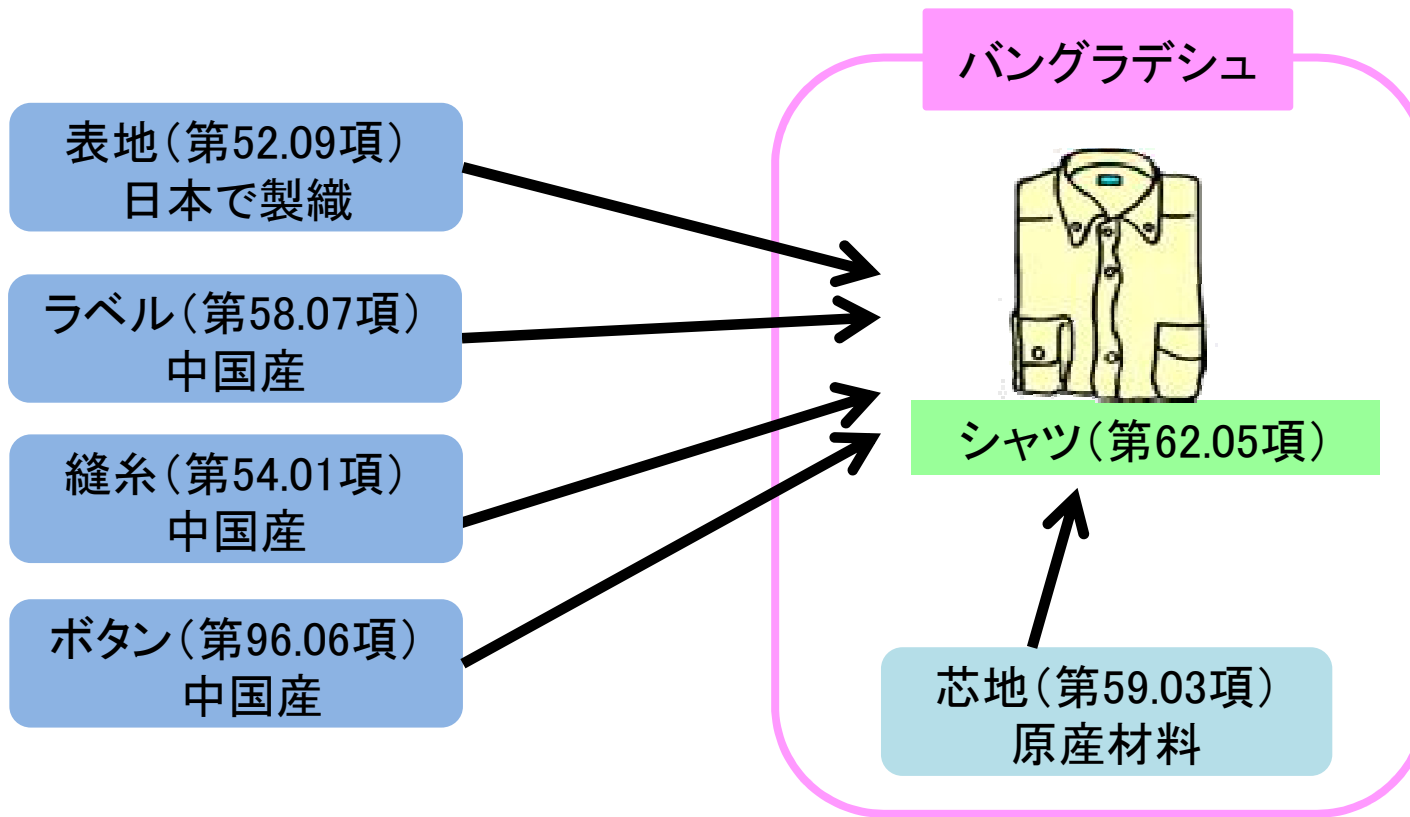 バングラデシュ
表地（第52.09項）
日本で製織
ラベル（第58.07項）
中国産
縫糸（第54.01項）
中国産
ボタン（第96.06項）
中国産
シャツ（第62.05項）
芯地（第59.03項）
原産材料